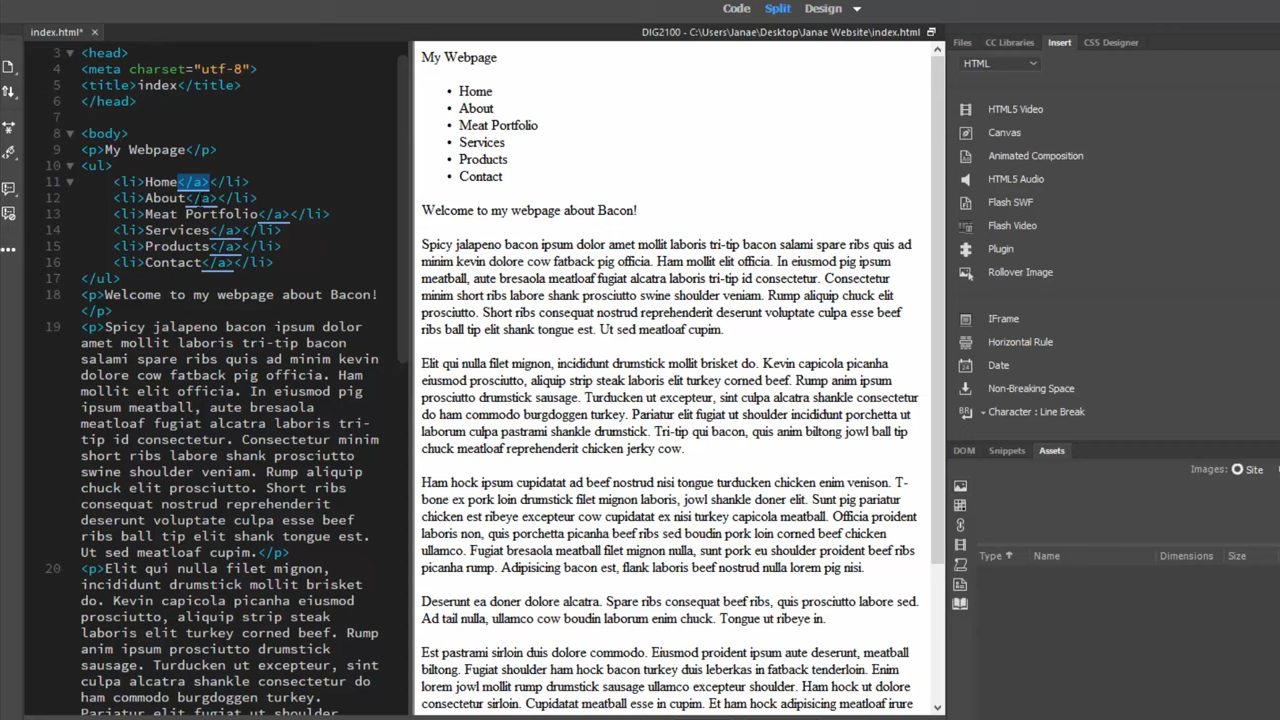 Code Split Design
index.html* ×
DIG2100 - C:\Users\Janae\Desktop\Janae Website\index.html
3 <head>
4 <meta charset="utf-8">
5 <title>index</title>
6 </head>
7
8 <body>
9 <p>My Webpage</p>
10 <ul>
11 <li>Home</a></li>
12 <li>About</a></li>
13 <li>Meat Portfolio</a></li>
14 <li>Services</a></li>
15 <li>Products</a></li>
16 <li>Contact</a></li>
17 </ul>
18 <p>Welcome to my webpage about Bacon!
</p>
19 <p>Spicy jalapeno bacon ipsum dolor
amet mollit laboris tri-tip bacon
salami spare ribs quis ad minim kevin
dolore cow fatback pig officia. Ham
mollit elit officia. In eiusmod pig
ipsum meatball, aute bresaola
meatloaf fugiat alcatra laboris tri-
tip id consectetur. Consectetur minim
short ribs labore shank prosciutto
swine shoulder veniam. Rump aliquip
chuck elit prosciutto. Short ribs
consequat nostrud reprehenderit
deserunt voluptate culpa esse beef
ribs ball tip elit shank tongue est.
Ut sed meatloaf cupim.</p>
20 <p>Elit qui nulla filet mignon,
incididunt drumstick mollit brisket
do. Kevin capicola picanha eiusmod
prosciutto, aliquip strip steak
laboris elit turkey corned beef. Rump
anim ipsum prosciutto drumstick
sausage. Turducken ut excepteur, sint
culpa alcatra shankle consectetur do
ham commodo burgdoggen turkey.
Pariatur elit fugiat ut shoulder
My Webpage
• Home
• About
• Meat Portfolio
• Services
• Products
• Contact
Welcome to my webpage about Bacon!
Spicy jalapeno bacon ipsum dolor amet mollit laboris tri-tip bacon salami spare ribs quis ad
minim kevin dolore cow fatback pig officia. Ham mollit elit officia. In eiusmod pig ipsum
meatball, aute bresaola meatloaf fugiat alcatra laboris tri-tip id consectetur. Consectetur
minim short ribs labore shank prosciutto swine shoulder veniam. Rump aliquip chuck elit
prosciutto. Short ribs consequat nostrud reprehenderit deserunt voluptate culpa esse beef
ribs ball tip elit shank tongue est. Ut sed meatloaf cupim.
Elit qui nulla filet mignon, incididunt drumstick mollit brisket do. Kevin capicola picanha
eiusmod prosciutto, aliquip strip steak laboris elit turkey corned beef. Rump anim ipsum
prosciutto drumstick sausage. Turducken ut excepteur, sint culpa alcatra shankle consectetur
do ham commodo burgdoggen turkey. Pariatur elit fugiat ut shoulder incididunt porchetta ut
laborum culpa pastrami shankle drumstick. Tri-tip qui bacon, quis anim biltong jowl ball tip
chuck meatloaf reprehenderit chicken jerky cow.
Ham hock ipsum cupidatat ad beef nostrud nisi tongue turducken chicken enim venison. T-
bone ex pork loin drumstick filet mignon laboris, jowl shankle doner elit. Sunt pig pariatur
chicken est ribeye excepteur cow cupidatat ex nisi turkey capicola meatball. Officia proident
laboris non, quis porchetta picanha beef ribs sed boudin pork loin corned beef chicken
ullamco. Fugiat bresaola meatball filet mignon nulla, sunt pork eu shoulder proident beef ribs
picanha rump. Adipisicing bacon est, flank laboris beef nostrud nulla lorem pig nisi.
Deserunt ea doner dolore alcatra. Spare ribs consequat beef ribs, quis prosciutto labore sed.
Ad tail nulla, ullamco cow boudin laborum enim chuck. Tongue ut ribeye in.
Est pastrami sirloin duis dolore commodo. Eiusmod proident ipsum aute deserunt, meatball
biltong. Fugiat shoulder ham hock bacon turkey duis leberkas in fatback tenderloin. Enim
lorem jowl mollit rump drumstick sausage ullamco excepteur shoulder. Ham hock ut dolore
consectetur sirloin. Cupidatat meatball esse in cupim. Et ham hock adipisicing meatball irure
Files CC Libraries Insert CSS Designer
HTML
HTML5 Video
Canvas
Animated Composition
HTML5 Audio
Flash SWF
Flash Video
Plugin
Rollover Image
IFrame
Horizontal Rule
Date
Non-Breaking Space
BR Character : Line Break
DOM Snippets Assets
Images: Site
Type Name Dimensions Size